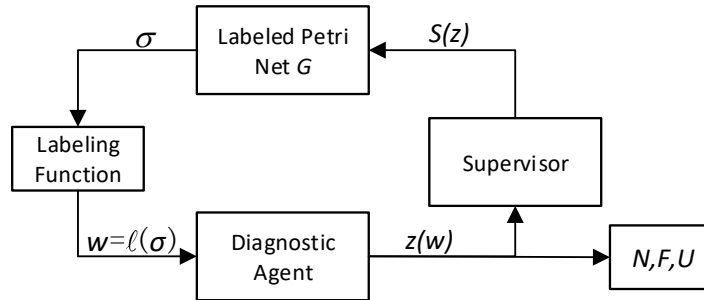 σ
Labeled Petri
Net G
S(z)
Labeling
Function
Supervisor
w=ℓ(σ)
Diagnostic
Agent
z(w)
N,F,U